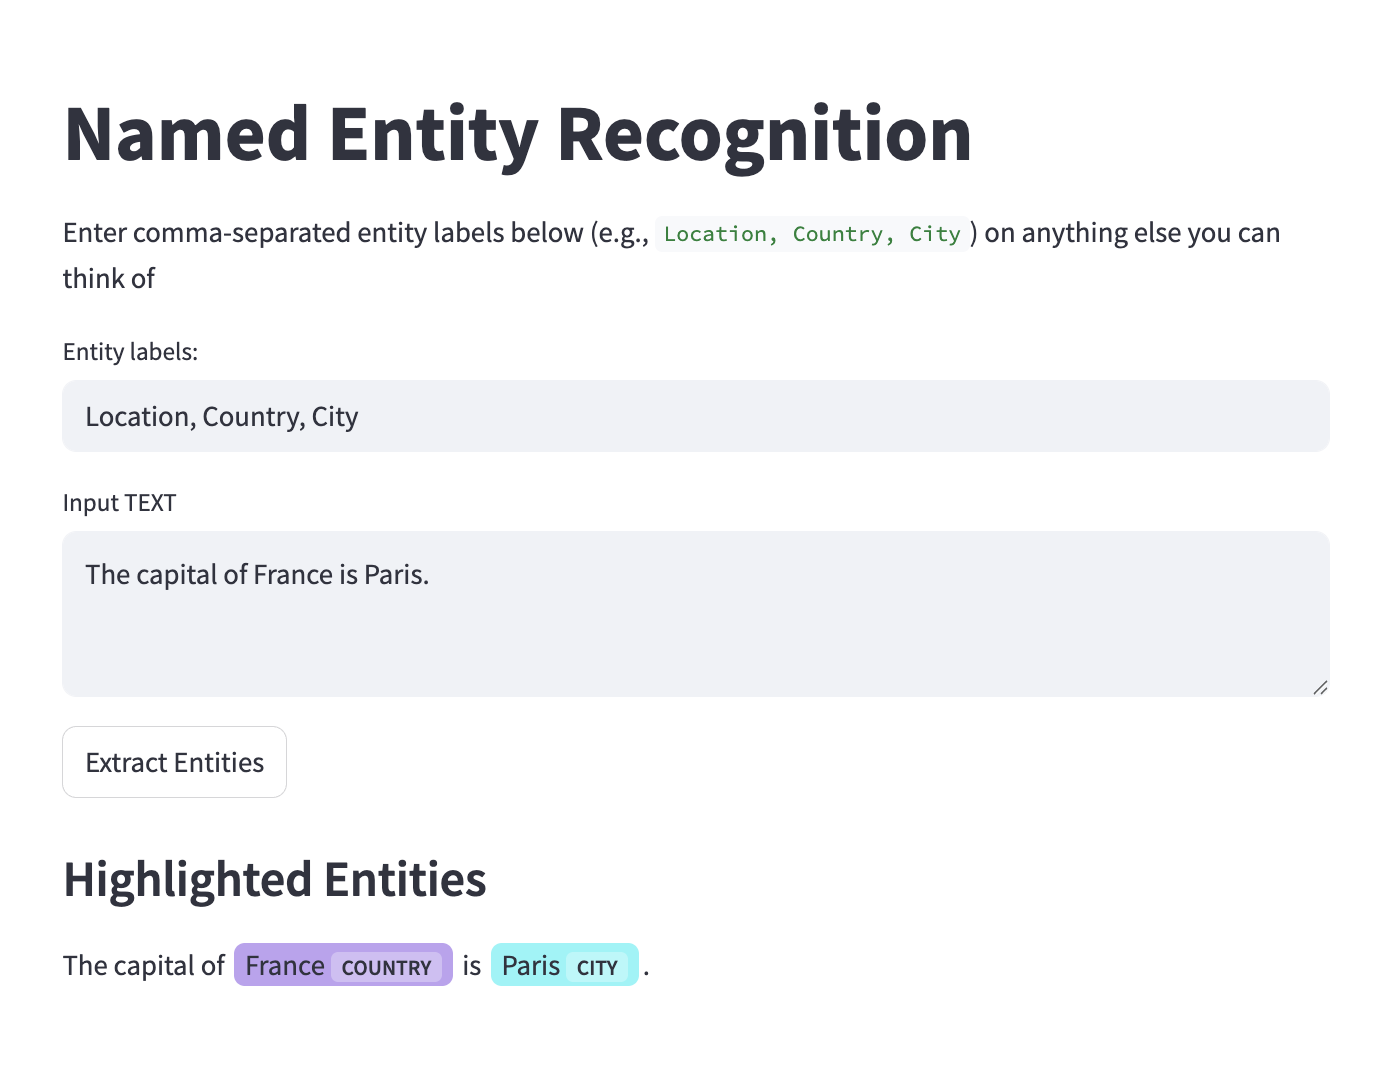 Named Entity Recognition
Enter comma-separated entity labels below (e.g., Location, Country, City ) on anything else you can
think of
Entity labels:
Location, Country, City
Input TEXT
The capital of France is Paris.
Extract Entities
Highlighted Entities
The capital of France COUNTRY is Paris CITY .